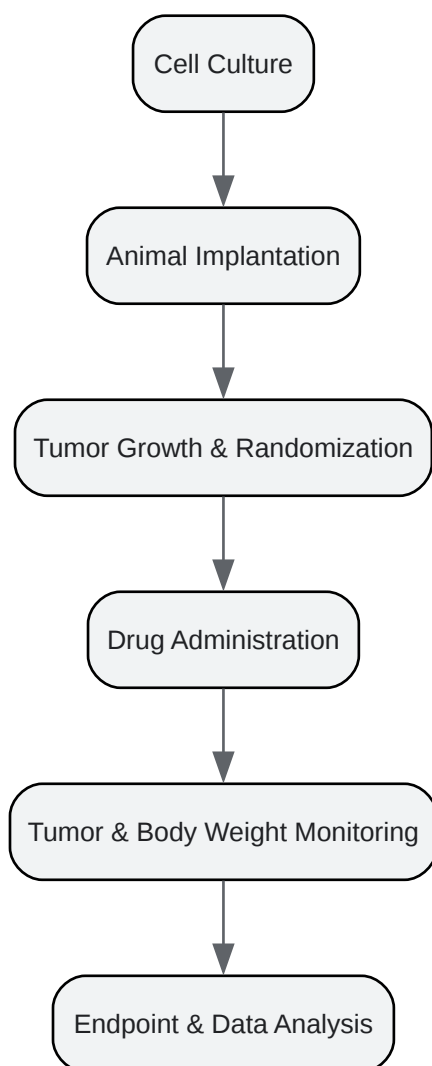 Cell Culture
Animal Implantation
Tumor Growth & Randomization
Drug Administration
Tumor & Body Weight Monitoring
Endpoint & Data Analysis